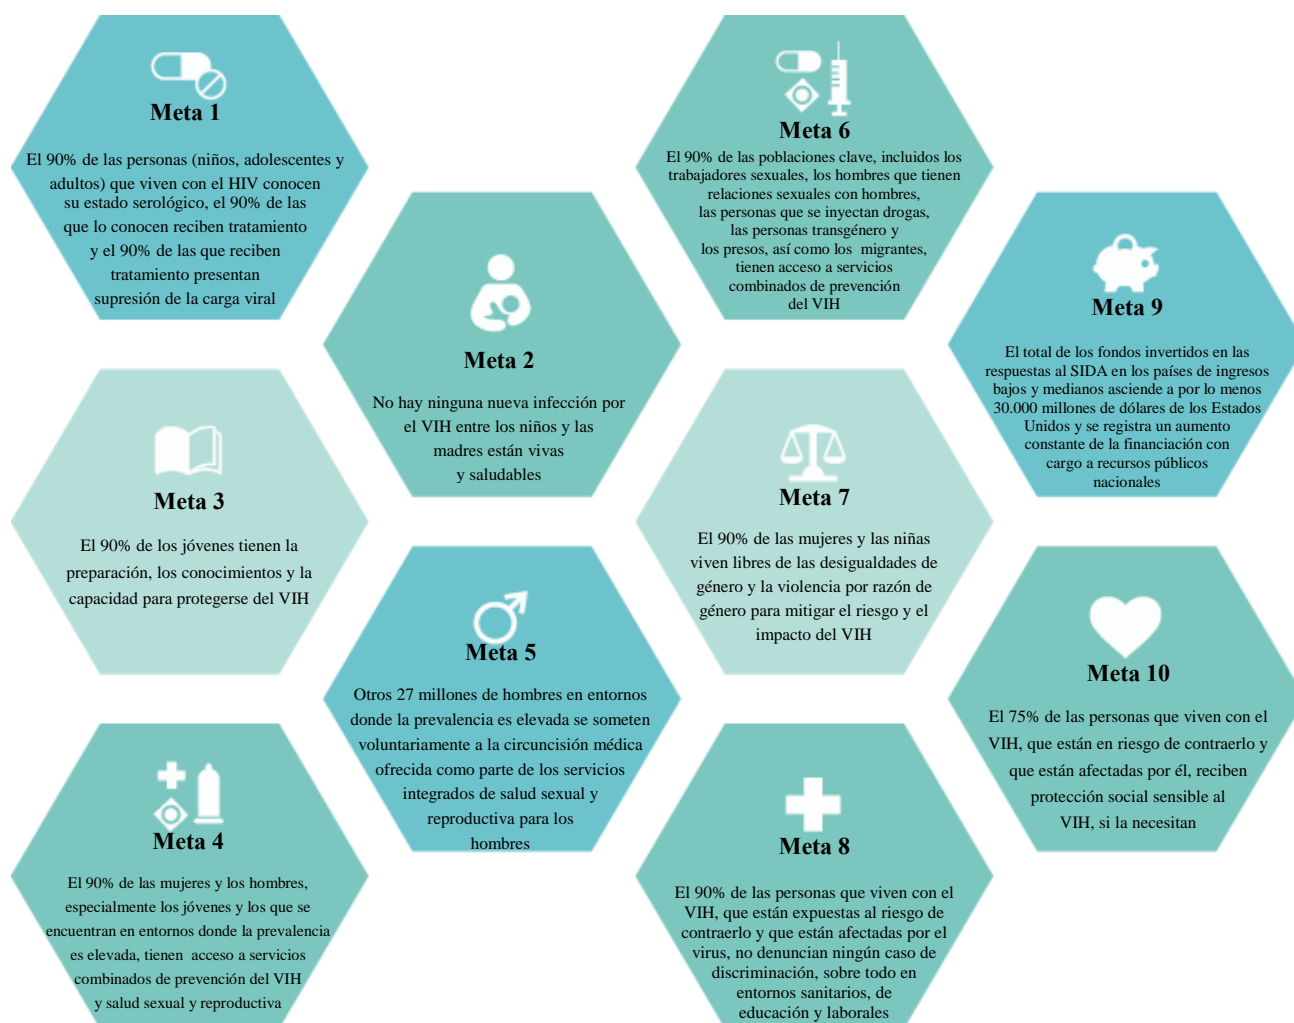 Meta 1
El 90% de las personas (niños, adolescentes y
adultos) que viven con el HIV conocen
su estado serológico, el 90% de las
que lo conocen reciben tratamiento
y el 90% de las que reciben
tratamiento presentan
supresión de la carga viral
Meta 2
No hay ninguna nueva infección por
el VIH entre los niños y las
madres están vivas
y saludables
Meta 3
El 90% de los jóvenes tienen la
preparación, los conocimientos y la
capacidad para protegerse del VIH
Meta 4
El 90% de las mujeres y los hombres,
especialmente los jóvenes y los que se
encuentran en entornos donde la prevalencia
es elevada, tienen acceso a servicios
combinados de prevención del VIH
y salud sexual y reproductiva
Meta 5
Otros 27 millones de hombres en entornos
donde la prevalencia es elevada se someten
voluntariamente a la circuncisión médica
ofrecida como parte de los servicios
integrados de salud sexual y
reproductiva para los
hombres
Meta 6
El 90% de las poblaciones clave, incluidos los
trabajadores sexuales, los hombres que tienen
relaciones sexuales con hombres,
las personas que se inyectan drogas,
las personas transgénero y
los presos, así como los migrantes,
tienen acceso a servicios
combinados de prevención
del VIH
Meta 7
El 90% de las mujeres y las niñas
viven libres de las desigualdades de
género y la violencia por razón de
género para mitigar el riesgo y el
impacto del VIH
Meta 8
El 90% de las personas que viven con el
VIH, que están expuestas al riesgo de
contraerlo y que están afectadas por el
virus, no denuncian ningún caso de
discriminación, sobre todo en
entornos sanitarios, de
educación y laborales
Meta 9
El total de los fondos invertidos en las
respuestas al SIDA en los países de ingresos
bajos y medianos asciende a por lo menos
30.000 millones de dólares de los Estados
Unidos y se registra un aumento
constante de la financiación con
cargo a recursos públicos
nacionales
Meta 10
El 75% de las personas que viven con el
VIH, que están en riesgo de contraerlo y
que están afectadas por él, reciben
protección social sensible al
VIH, si la necesitan